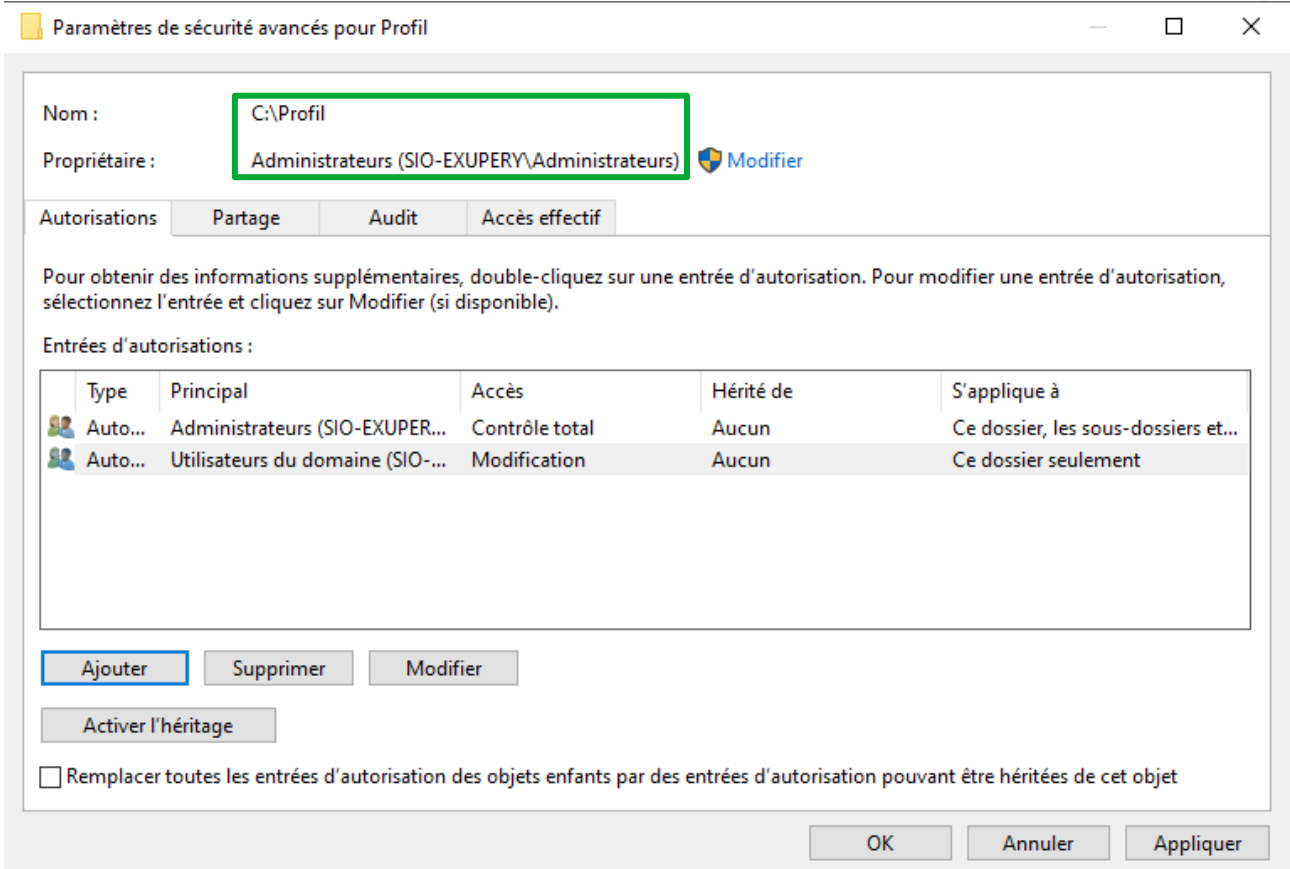 Paramètres de sécurité avancés pour Profil
Nom : C:\Profil
Propriétaire : Administrateurs (SIO-EXUPERY\Administrateurs) Modifier
Autorisations Partage Audit Accès effectif
Pour obtenir des informations supplémentaires, double-cliquez sur une entrée d'autorisation. Pour modifier une entrée d'autorisation,
sélectionnez l'entrée et cliquez sur Modifier (si disponible).
Entrées d'autorisations :
Type Principal Accès Hérité de S'applique à
Auto... Administrateurs (SIO-EXUPER... Contrôle total Aucun Ce dossier, les sous-dossiers et...
Auto... Utilisateurs du domaine (SIO-... Modification Aucun Ce dossier seulement
Ajouter Supprimer Modifier
Activer l'héritage
Remplacer toutes les entrées d'autorisation des objets enfants par des entrées d'autorisation pouvant être héritées de cet objet
OK Annuler Appliquer